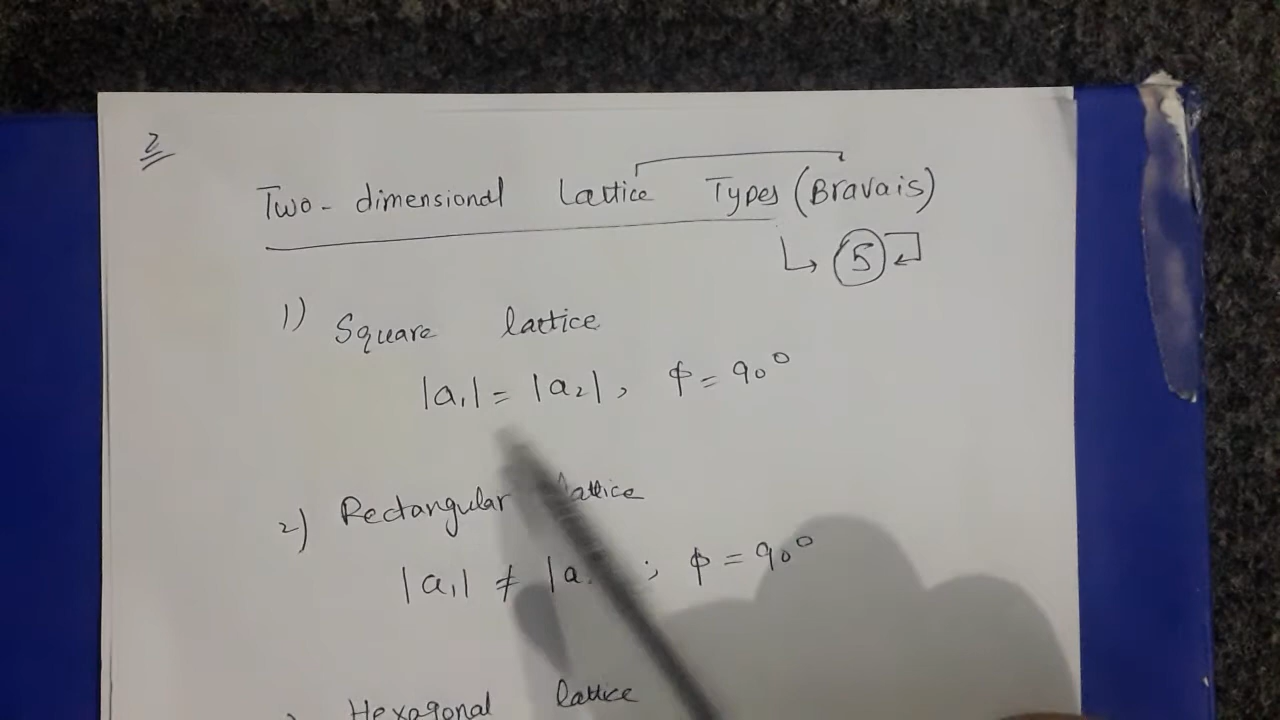 2
Two-dimensional lattice Types (Bravais)
↳ 5
1) Square lattice
|a₁| = |a₂|, ϕ = 90°
2) Rectangular lattice
|a₁| ≠ |a ; ϕ = 90°
Hexagonal lattice